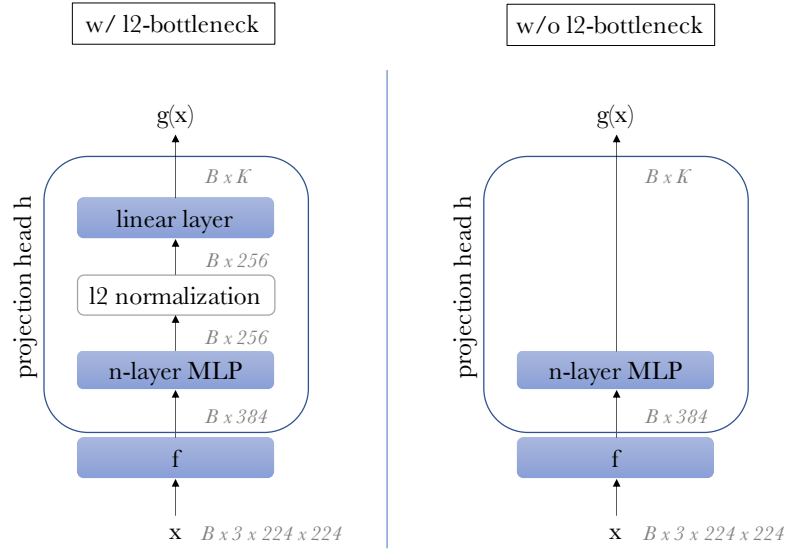 w/ l2-bottleneck
g(x)
B x K
linear layer
B x 256
l2 normalization
B x 256
n-layer MLP
B x 384
f
x
B x 3 x 224 x 224
projection head h
w/o l2-bottleneck
g(x)
B x K
n-layer MLP
B x 384
f
x
B x 3 x 224 x 224
projection head h